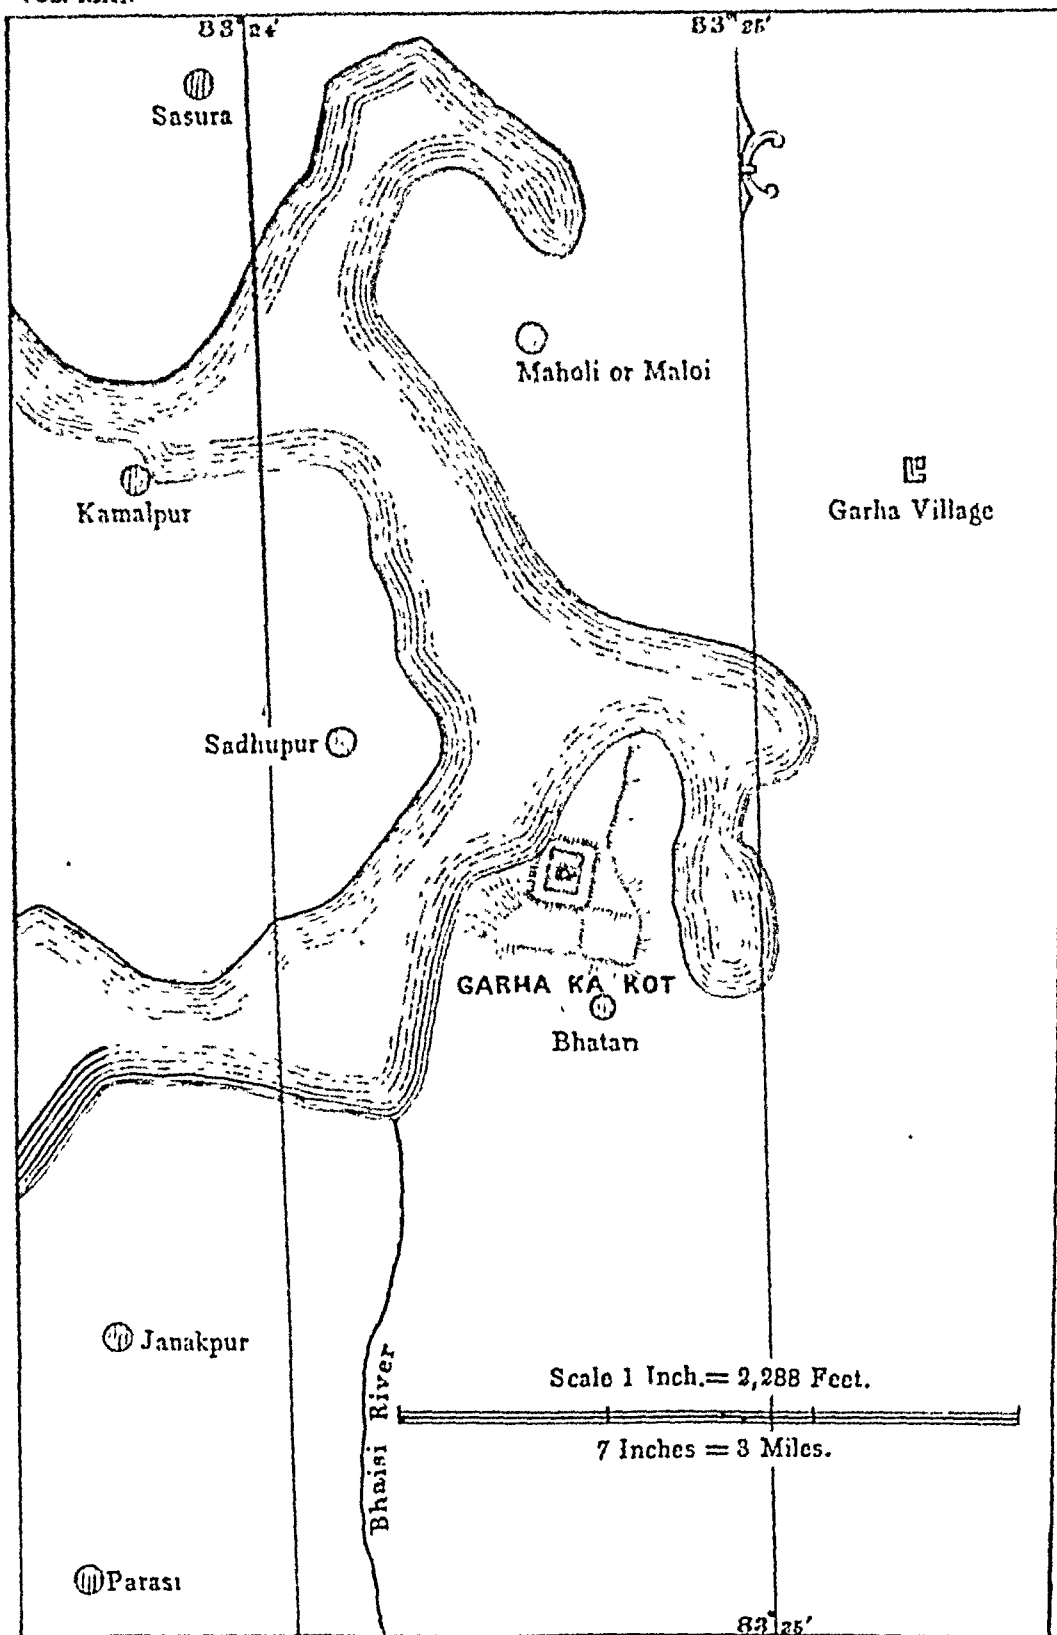 83° 24′
83° 25′
Sasura
Maholi or Maloi
Kamalpur
Garha Village
Sadhupur
GARHA KA KOT
Bhatan
Janakpur
Scale 1 Inch.= 2,288 Feet.
7 Inches = 3 Miles.
Bhaisi River
Parasi
83° 25′